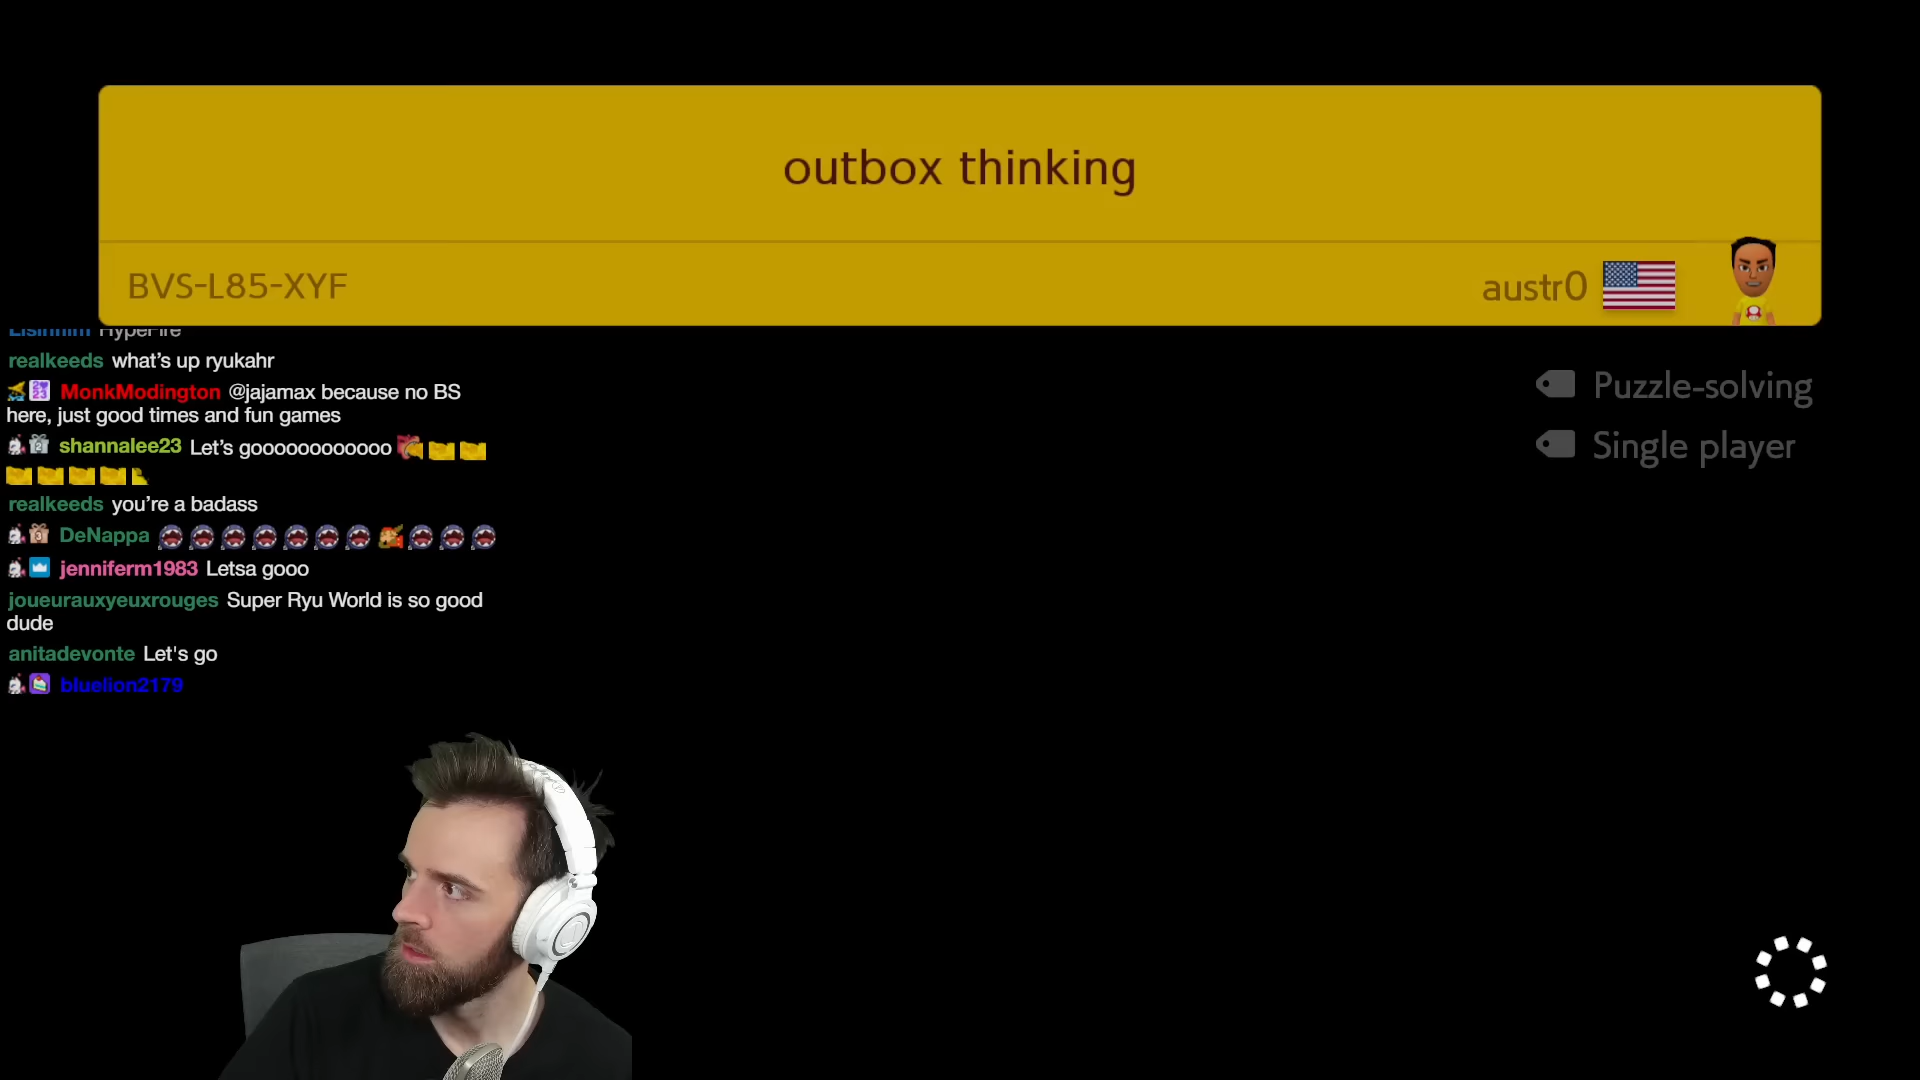 outbox thinking
BVS-L85-XYF
austr0
Puzzle-solving
Single player
realkeeds what's up ryukahr
MonkModington @jajamax because no BS
here, just good times and fun games
shannalee23 Let's goooooooooooo
realkeeds you're a badass
DeNappa
jenniferm1983 Letsa gooo
joueurauxyeuxrouges Super Ryu World is so good
dude
anitadevonte Let's go
bluelion2179